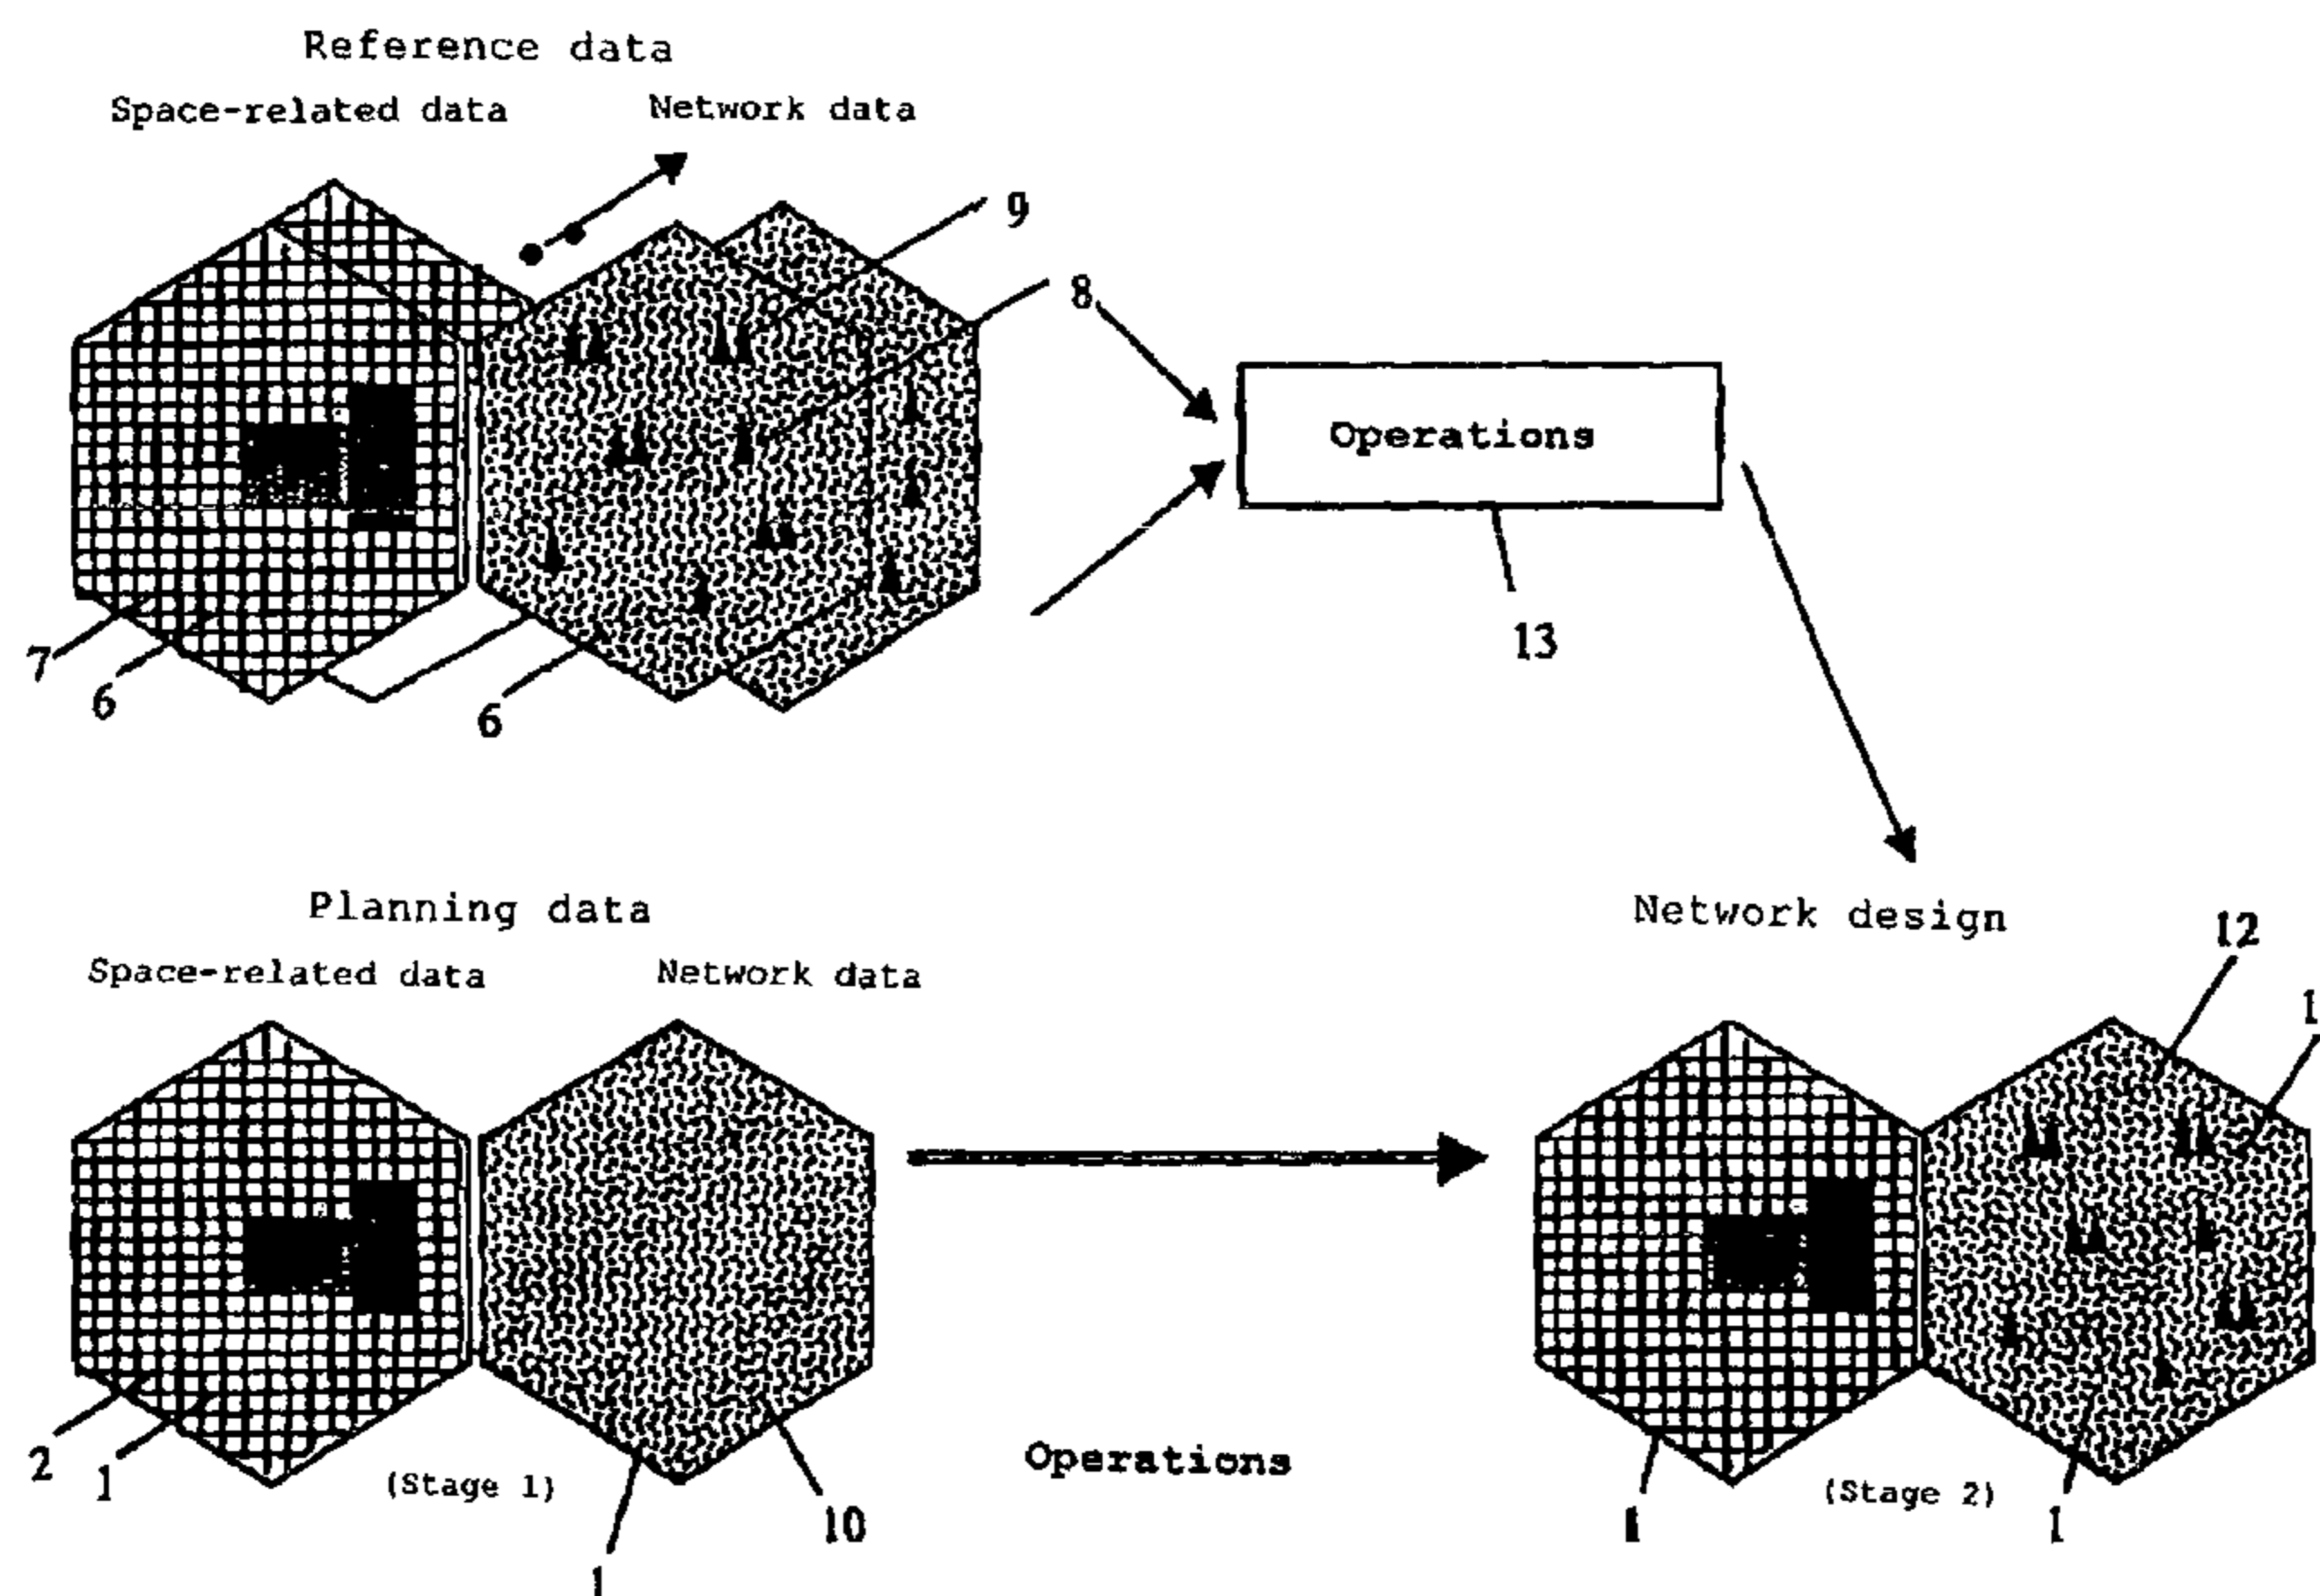 Reference data
Space-related data
Network data
9
8
Operations
13
7
6
6
Planning data
Network design
Space-related data
Network data
12
1
2
1
(Stage 1)
1
10
Operations
1
(Stage 2)
1